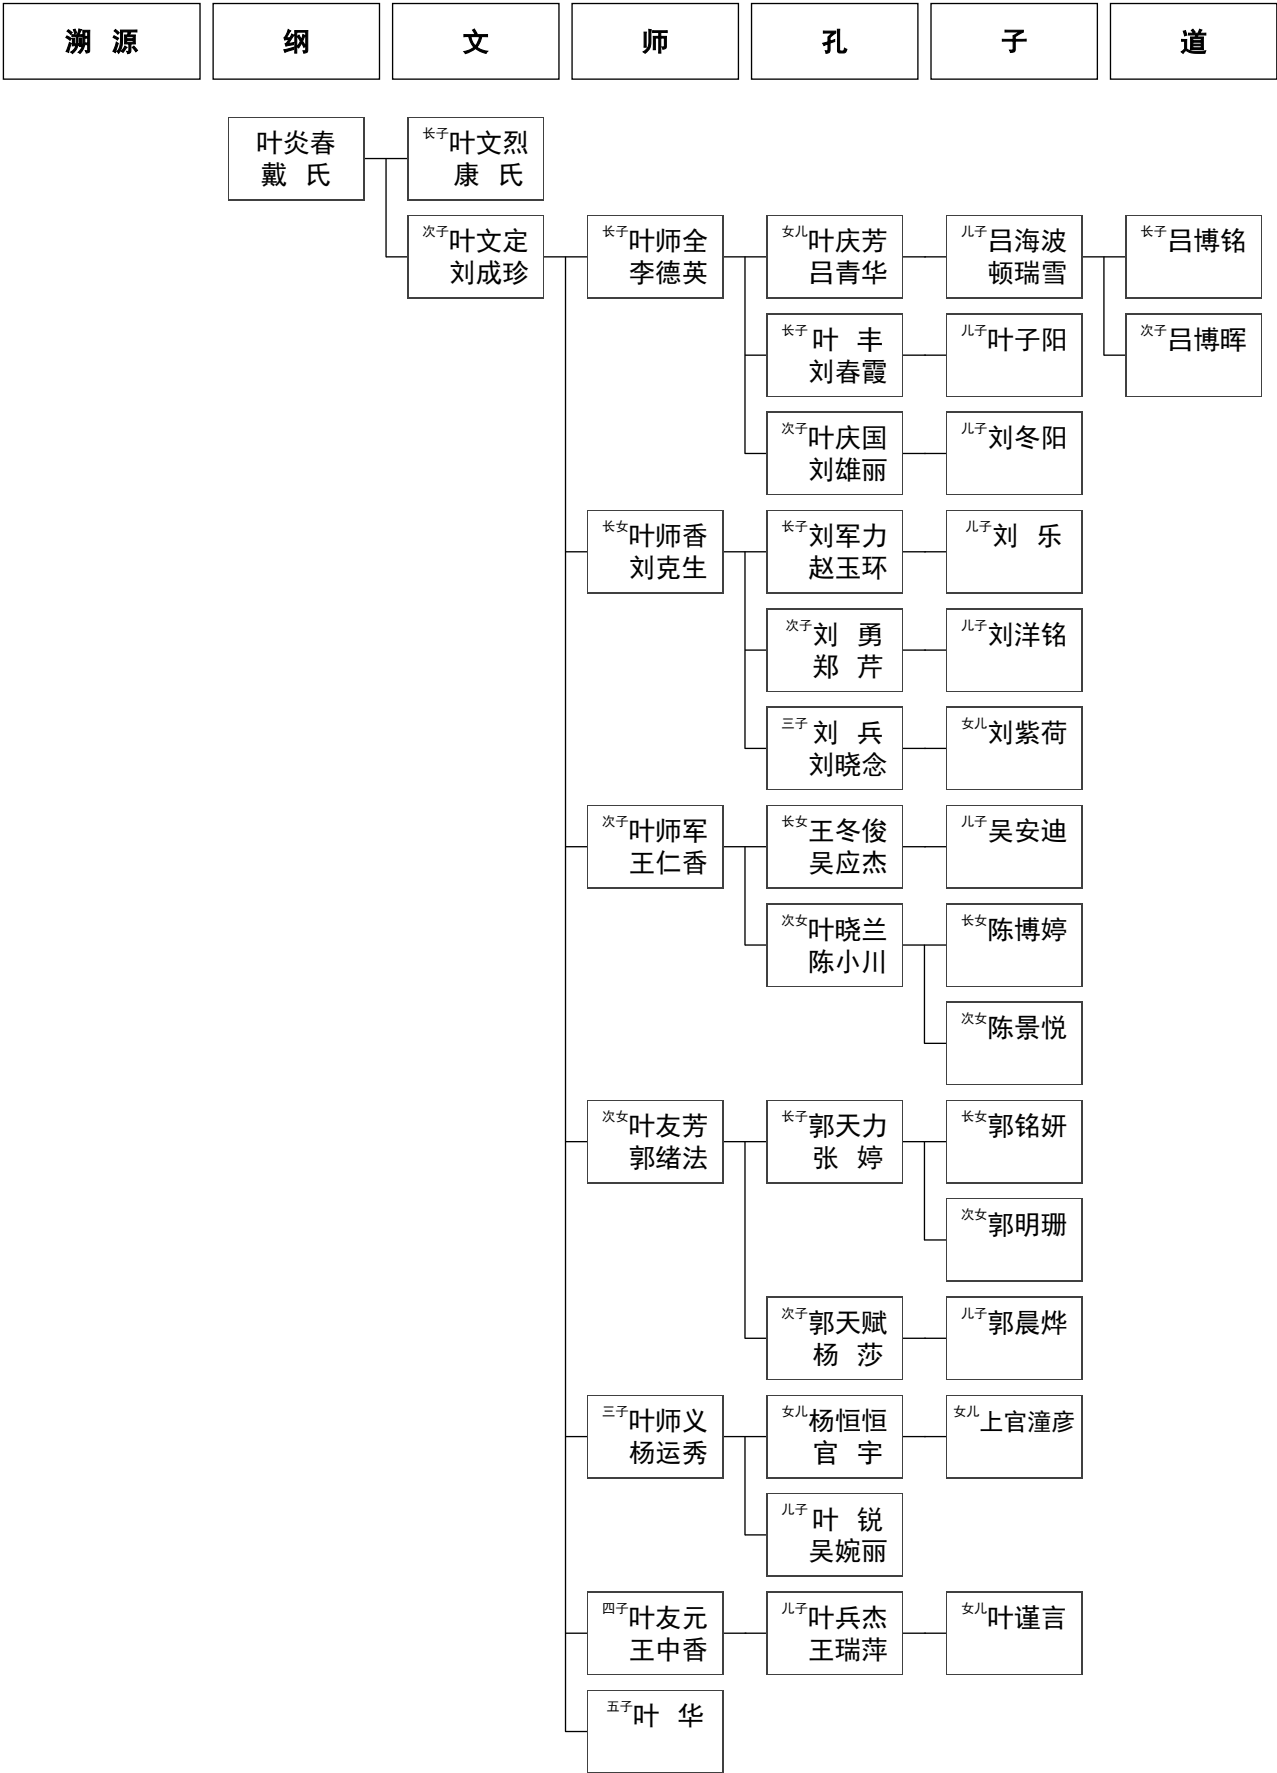 溯 源 纲 文 师 孔 子 道
叶炎春 长子叶文烈
戴 氏 康 氏
次子叶文定 长子叶师全 女儿叶庆芳 儿子吕海波 长子吕博铭
刘成珍 李德英 吕青华 顿瑞雪
长子叶 丰 儿子叶子阳 次子吕博晖
刘春霞
次子叶庆国 儿子刘冬阳
刘雄丽
长女叶师香 长子刘军力 儿子刘 乐
刘克生 赵玉环
次子刘 勇 儿子刘洋铭
郑 芹
三子刘 兵 女儿刘紫荷
刘晓念
次子叶师军 长女王冬俊 儿子吴安迪
王仁香 吴应杰
次女叶晓兰 长女陈博婷
陈小川
次女陈景悦
次女叶友芳 长子郭天力 长女郭铭妍
郭绪法 张 婷
次女郭明珊
次子郭天赋 儿子郭晨烨
杨 莎
三子叶师义 女儿杨恒恒 女儿上官潼彦
杨运秀 官 宇
儿子叶 锐
吴婉丽
四子叶友元 儿子叶兵杰 女儿叶谨言
王中香 王瑞萍
五子叶 华